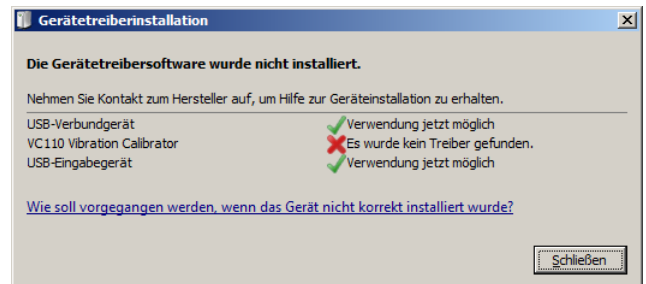 Gerätetreiberinstallation
Die Gerätetreibersoftware wurde nicht installiert.
Nehmen Sie Kontakt zum Hersteller auf, um Hilfe zur Geräteinstallation zu erhalten.
USB-Verbundgerät Verwendung jetzt möglich
VC110 Vibration Calibrator Es wurde kein Treiber gefunden.
USB-Eingabegerät Verwendung jetzt möglich
Wie soll vorgegangen werden, wenn das Gerät nicht korrekt installiert wurde?
Schließen